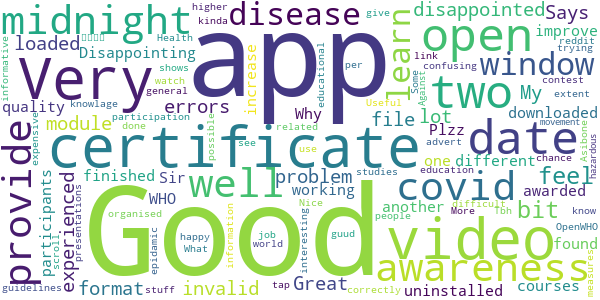 midnight
disease
higher
kinda
give
disappointed
Says
Health
loaded
Disappointing
app
learn
open
improve
reddit
trying
informative
shows
link
confusing
watch
window
Very
increase
educational
per
Why
Some
Against
contest
extent
quality
general
errors
two
My
expensive
knowlage
participation
Useful
module
done
possible
related
file
lot
Plzz
downloaded
movement
hazardous
certificate
date
provide
finished
Sir
see
use
one
different
chance
Asibone
participants
experienced
WHO
well
problem
education
studies
awarded
scroll
presentations
working
covid
feel
More
advert
difficult
Tbh
know
organised
Good
job
Nice
guud
people
another
bit
OpenWHO
epidemic
happy
What
world
information
interesting
video
found
format
stuff
tap
Great
awareness
courses
measures
guidelines
invalid
correctly
uninstalled